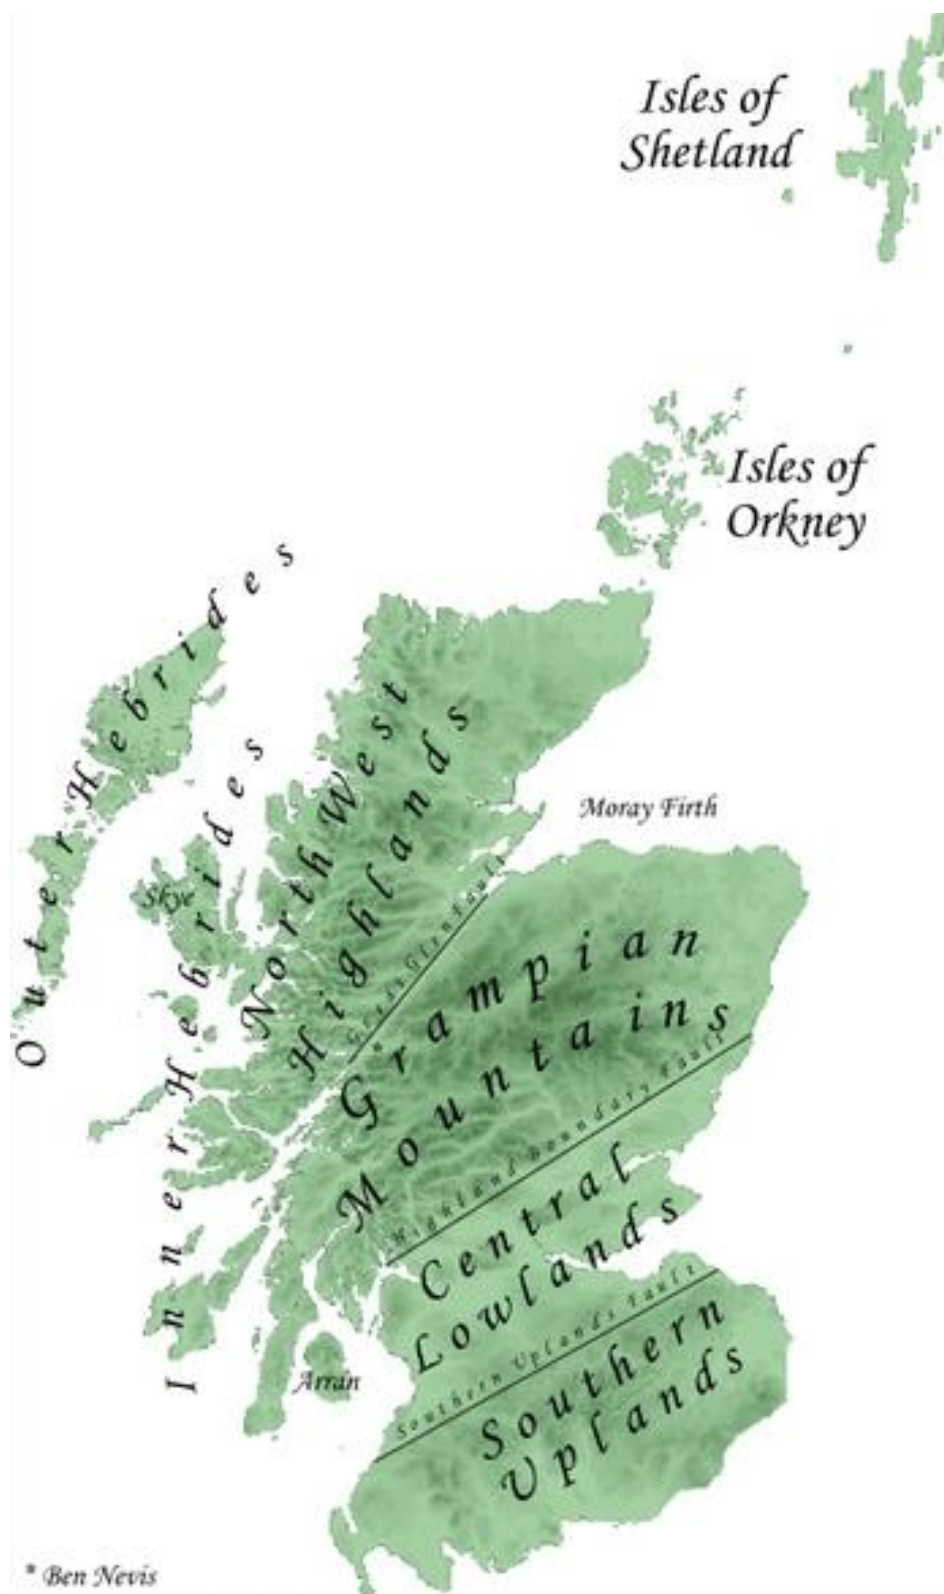 Isles of
Shetland
Isles of
Orkney
Outer Hebrides
Inner Hebrides
Skye
North West
Highlands
Moray Firth
Great Glen Fault
Grampian
Mountains
Highland Boundary Fault
Central
Lowlands
Southern Uplands Fault
Southern
Uplands
Arran
* Ben Nevis